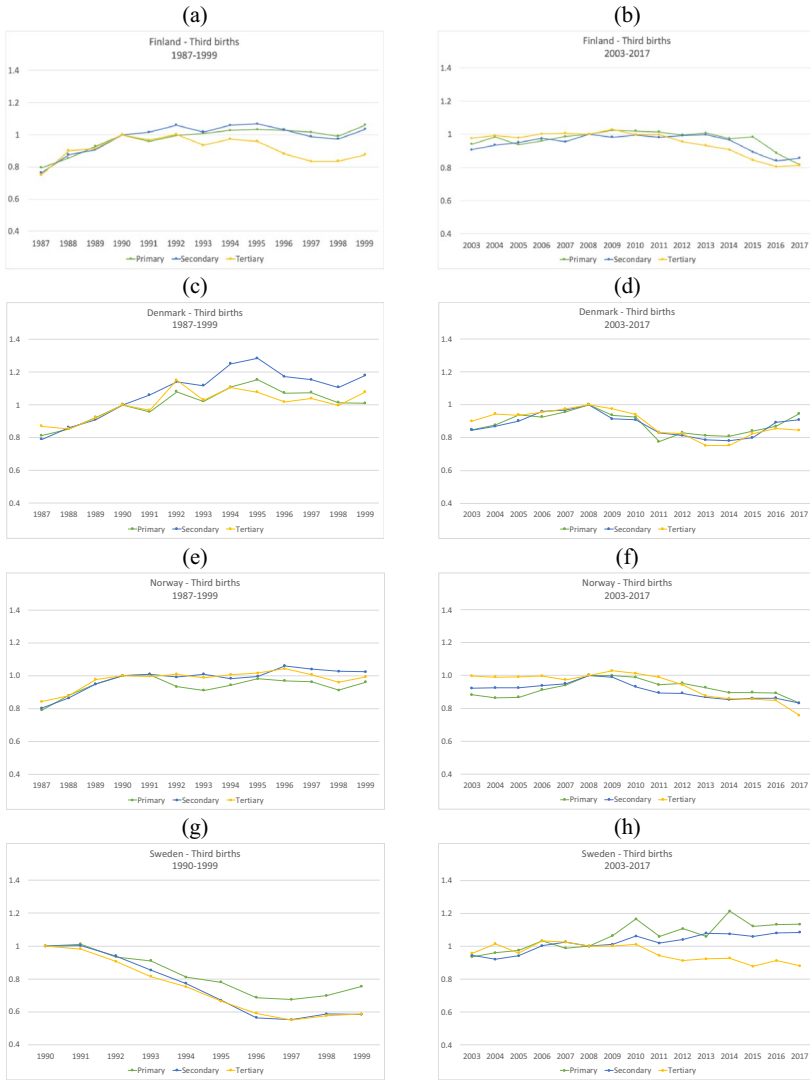 (a)
Finland - Third births
1987-1999
1.4
1.2
1
0.8
0.6
0.4
1987 1988 1989 1990 1991 1992 1993 1994 1995 1996 1997 1998 1999
Primary Secondary Tertiary
(b)
Finland - Third births
2003-2017
1.4
1.2
1
0.8
0.6
0.4
2003 2004 2005 2006 2007 2008 2009 2010 2011 2012 2013 2014 2015 2016 2017
Primary Secondary Tertiary
(c)
Denmark - Third births
1987-1999
1.4
1.2
1
0.8
0.6
0.4
1987 1988 1989 1990 1991 1992 1993 1994 1995 1996 1997 1998 1999
Primary Secondary Tertiary
(d)
Denmark - Third births
2003-2017
1.4
1.2
1
0.8
0.6
0.4
2003 2004 2005 2006 2007 2008 2009 2010 2011 2012 2013 2014 2015 2016 2017
Primary Secondary Tertiary
(e)
Norway - Third births
1987-1999
1.4
1.2
1.0
0.8
0.6
0.4
1987 1988 1989 1990 1991 1992 1993 1994 1995 1996 1997 1998 1999
Primary Secondary Tertiary
(f)
Norway - Third births
2003-2017
1.4
1.2
1.0
0.8
0.6
0.4
2003 2004 2005 2006 2007 2008 2009 2010 2011 2012 2013 2014 2015 2016 2017
Primary Secondary Tertiary
(g)
Sweden - Third births
1990-1999
1.4
1.2
1
0.8
0.6
0.4
1990 1991 1992 1993 1994 1995 1996 1997 1998 1999
Primary Secondary Tertiary
(h)
Sweden - Third births
2003-2017
1.4
1.2
1
0.8
0.6
0.4
2003 2004 2005 2006 2007 2008 2009 2010 2011 2012 2013 2014 2015 2016 2017
Primary Secondary Tertiary